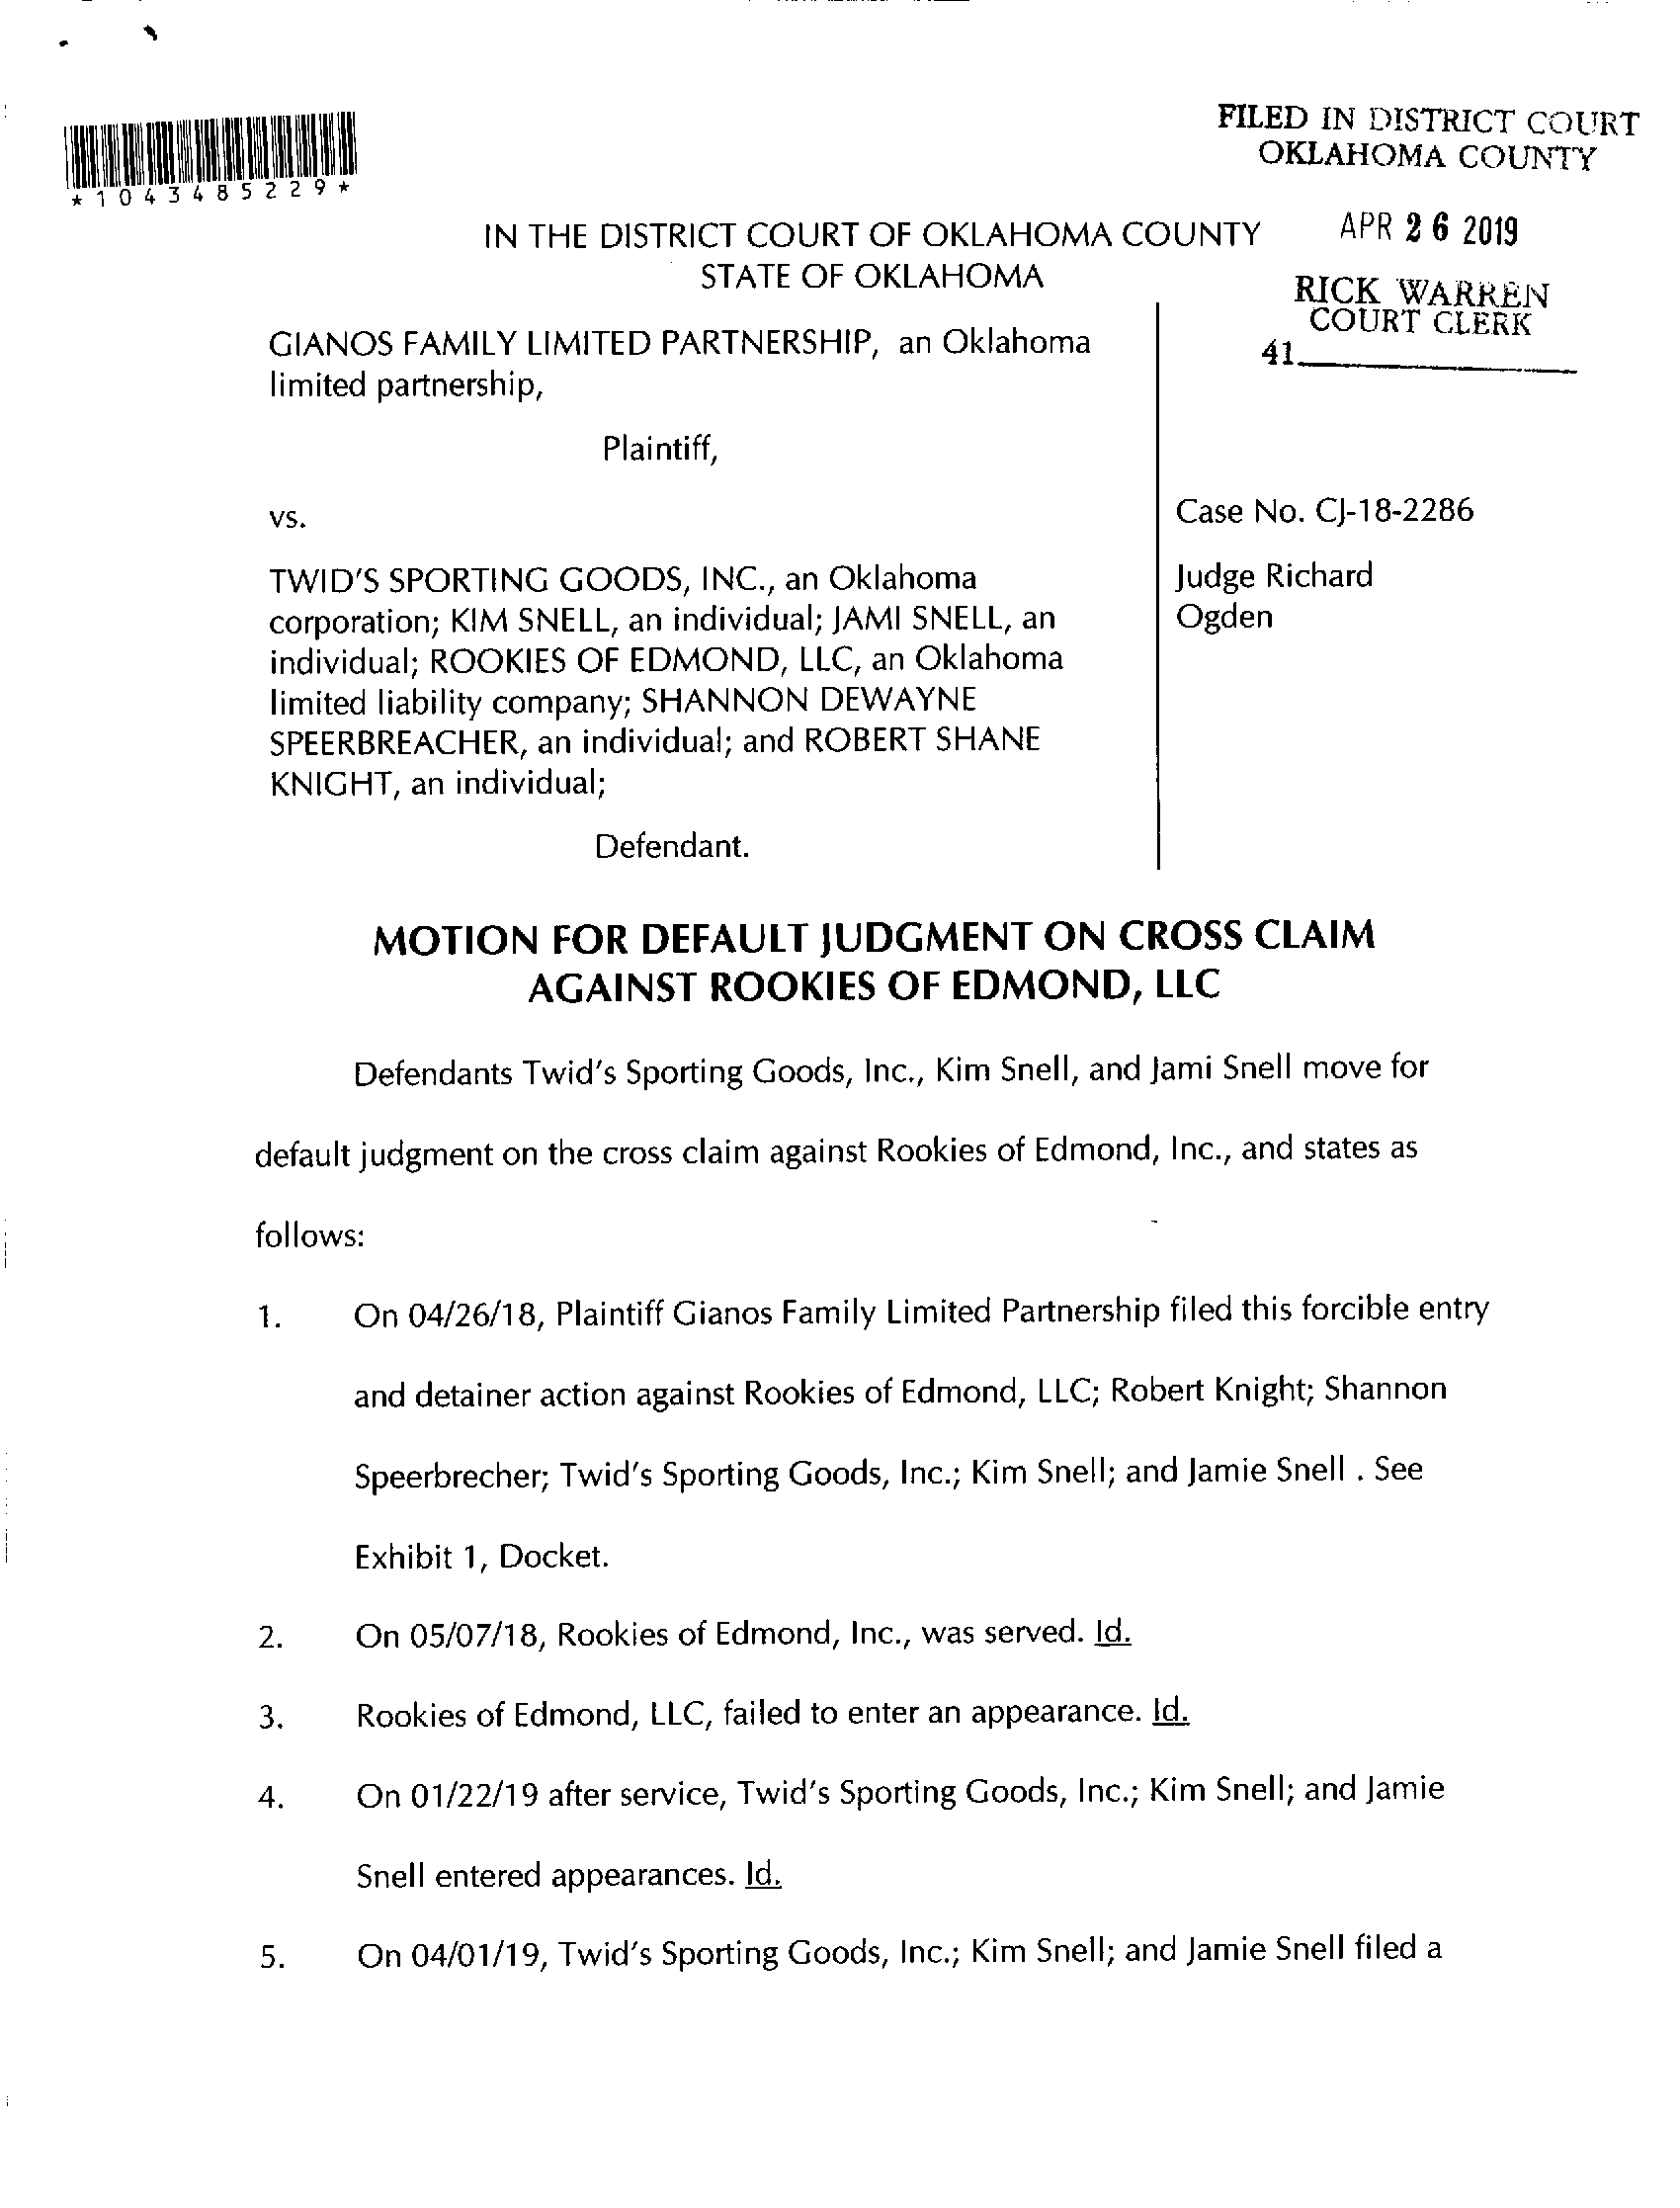 FILED IN DISTRICT COURT
OKLAHOMA COUNTY
*1043485229*
IN THE DISTRICT COURT OF OKLAHOMA COUNTY
STATE OF OKLAHOMA
APR 26 2019
RICK WARREN
COURT CLERK
41
GIANOS FAMILY LIMITED PARTNERSHIP, an Oklahoma
limited partnership,
Plaintiff,
vs.
Case No. CJ-18-2286
Judge Richard
Ogden
TWID'S SPORTING GOODS, INC., an Oklahoma
corporation; KIM SNELL, an individual; JAMI SNELL, an
individual; ROOKIES OF EDMOND, LLC, an Oklahoma
limited liability company; SHANNON DEWAYNE
SPEERBREACHER, an individual; and ROBERT SHANE
KNIGHT, an individual;
Defendant.
MOTION FOR DEFAULT JUDGMENT ON CROSS CLAIM
AGAINST ROOKIES OF EDMOND, LLC
Defendants Twid's Sporting Goods, Inc., Kim Snell, and Jami Snell move for
default judgment on the cross claim against Rookies of Edmond, Inc., and states as
follows:
1. On 04/26/18, Plaintiff Gianos Family Limited Partnership filed this forcible entry
and detainer action against Rookies of Edmond, LLC; Robert Knight; Shannon
Speerbrecher; Twid's Sporting Goods, Inc.; Kim Snell; and Jamie Snell . See
Exhibit 1, Docket.
2. On 05/07/18, Rookies of Edmond, Inc., was served. Id.
3. Rookies of Edmond, LLC, failed to enter an appearance. Id.
4. On 01/22/19 after service, Twid's Sporting Goods, Inc.; Kim Snell; and Jamie
Snell entered appearances. Id.
5. On 04/01/19, Twid's Sporting Goods, Inc.; Kim Snell; and Jamie Snell filed a